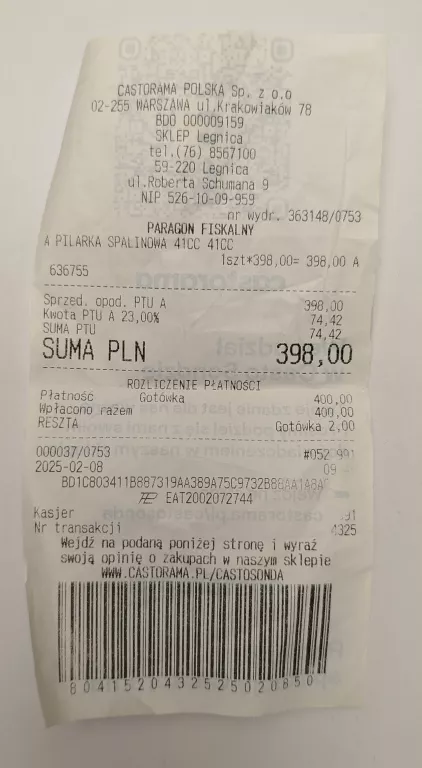 CASTORAMA POLSKA Sp. z o.o
02-255 WARSZAWA ul.Krakowiaków 78
BDO 000009159
SKLEP Legnica
tel.(76) 8567100
59-220 Legnica
ul.Roberta Schumana 9
NIP 526-10-09-959
nr wydr. 363148/0753
PARAGON FISKALNY
A PILARKA SPALINOWA 41CC 41CC
1szt*398,00= 398,00 A
636755
Sprzed. opod. PTU A 398,00
Kwota PTU A 23,00% 74,42
SUMA PTU 74,42
SUMA PLN 398,00
ROZLICZENIE PŁATNOŚCI
Płatność Gotówka 400,00
Wpłacono razem 400,00
RESZTA Gotówka 2,00
000037/0753 #052 991
2025-02-08 09
EAT2002072744
Kasjer
Nr transakcji 4325
Wejdź na podaną poniżej stronę i wyraź
swoją opinię o zakupach w naszym sklepie
WWW.CASTORAMA.PL/CASTOSONDA
8041520432525020850